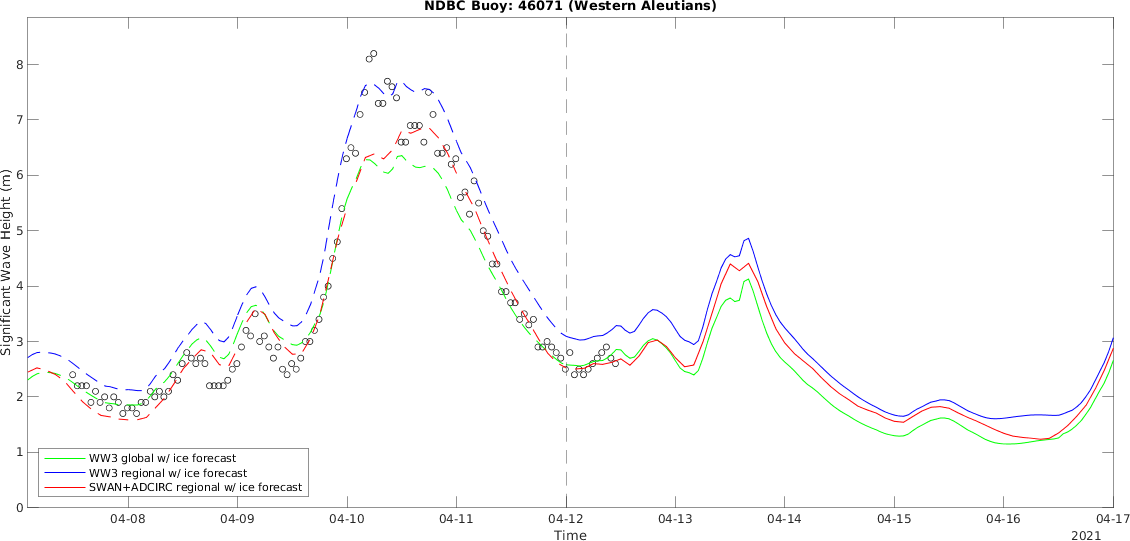 NDBC Buoy: 46071 (Western Aleutians)
Significant Wave Height (m)
8
7
6
5
4
3
2
1
0
WW3 global w/ ice forecast
WW3 regional w/ ice forecast
SWAN+ADCIRC regional w/ ice forecast
04-08 04-09 04-10 04-11 04-12 04-13 04-14 04-15 04-16 04-17
Time
2021